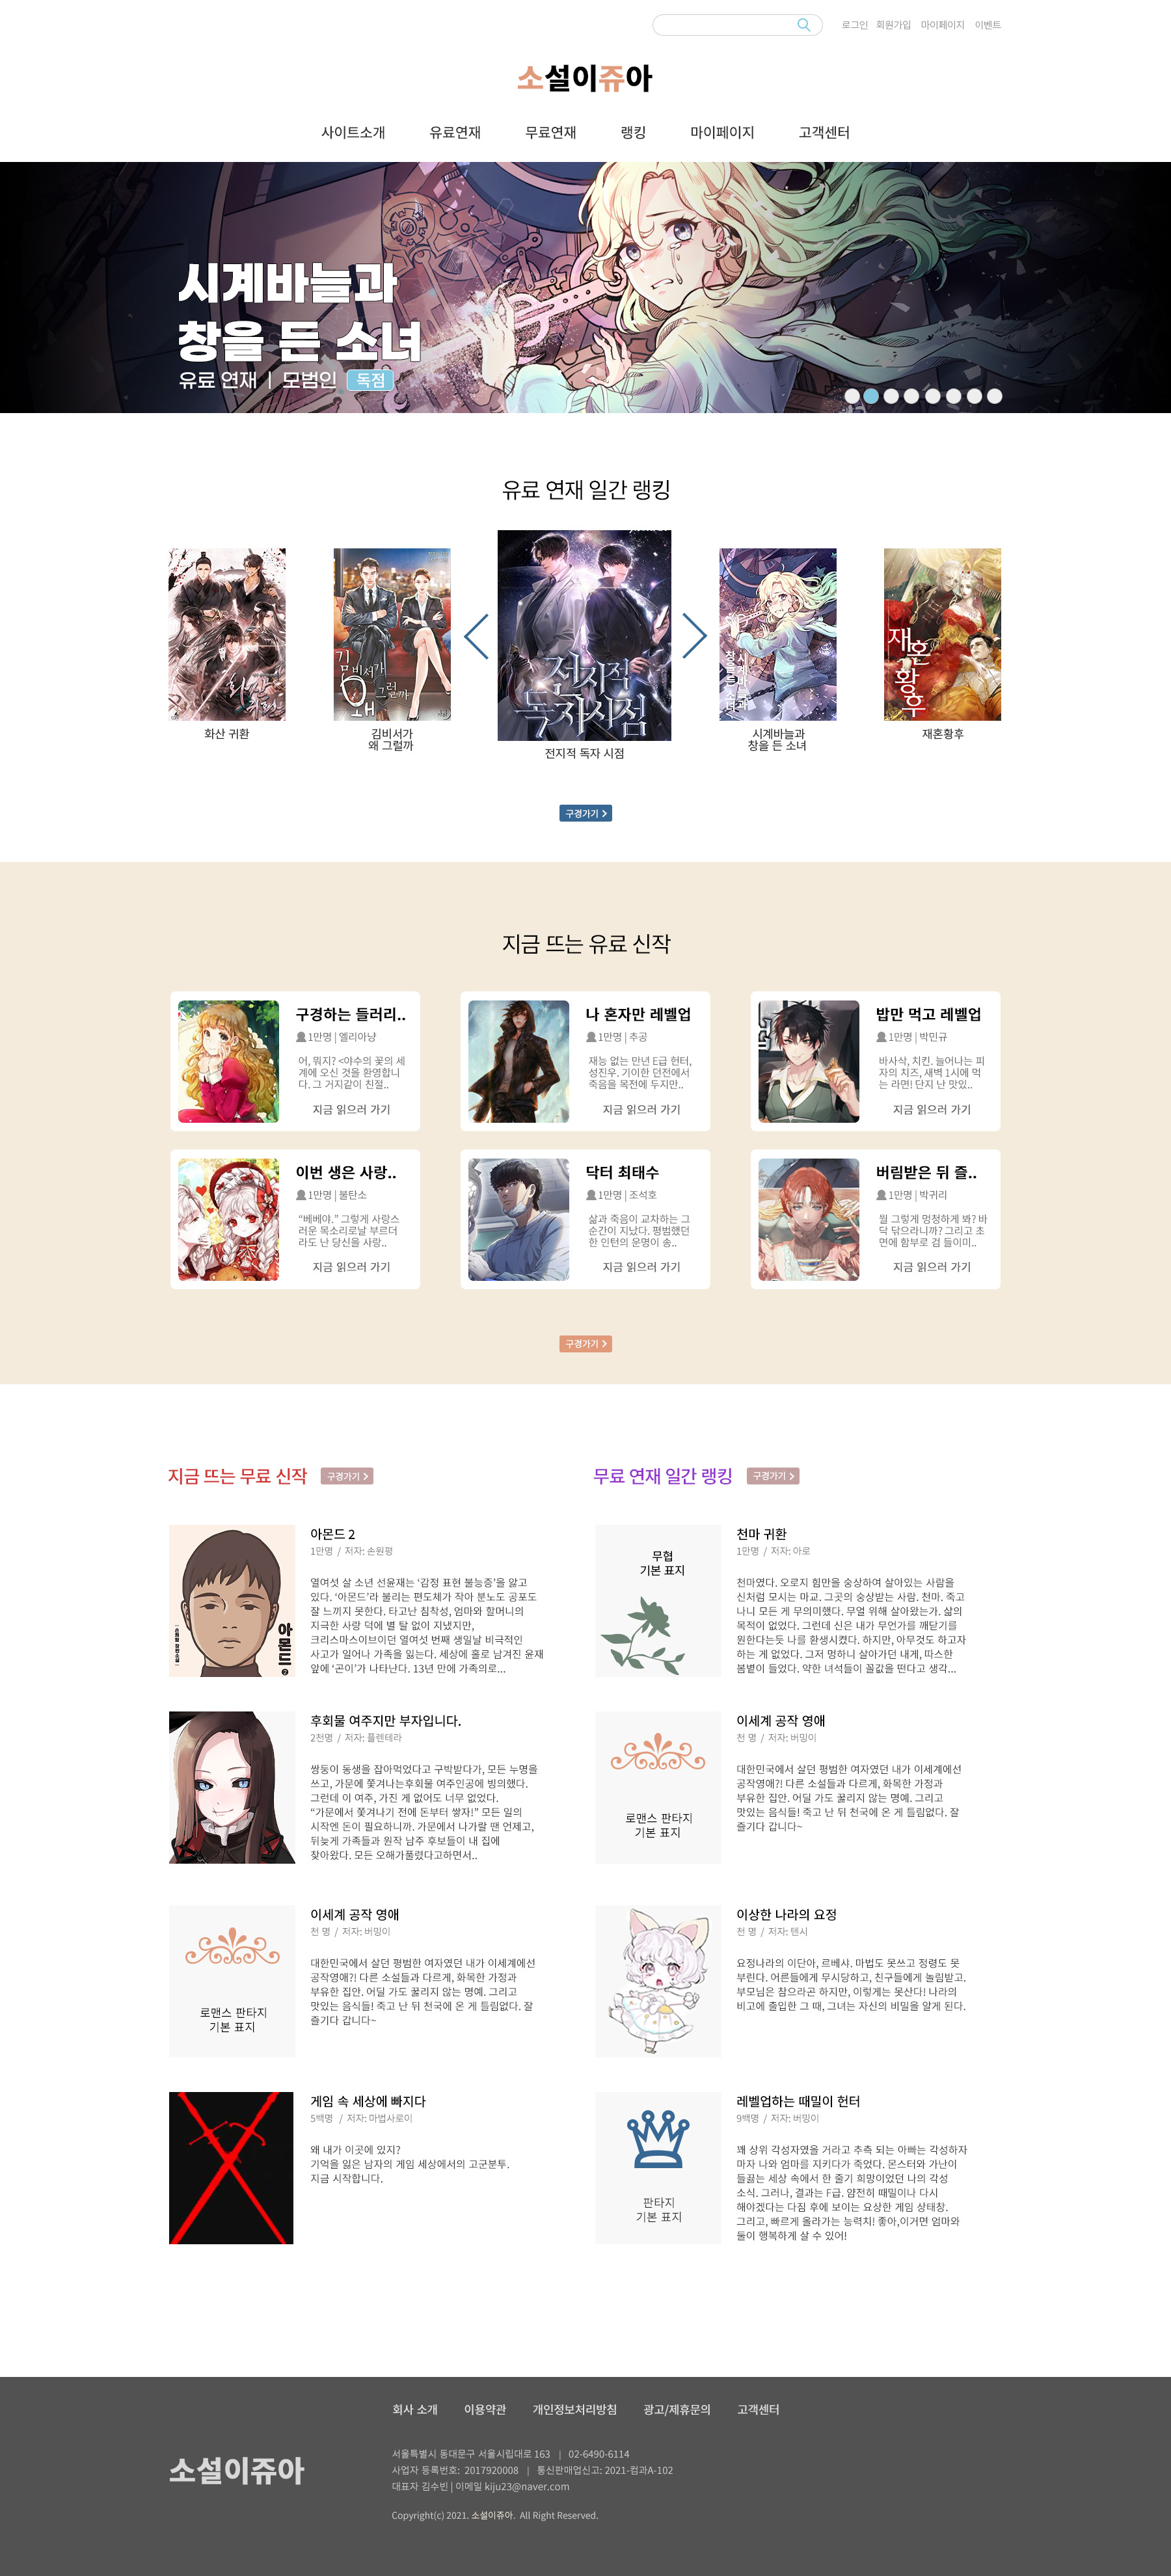 로그인 회원가입 마이페이지 이벤트
소설이쥬아
사이트소개 유료연재 무료연재 랭킹 마이페이지 고객센터
시계바늘과
창을 든 소녀
유료 연재 | 모범인 독점
유료 연재 일간 랭킹
화산 귀환
김비서가
왜 그럴까
전지적
독자시점
시계바늘과
창을 든 소녀
재혼
황후
화산 귀환
김비서가
왜 그럴까
전지적 독자 시점
시계바늘과
창을 든 소녀
재혼황후
구경가기
지금 뜨는 유료 신작
구경하는 들러리..
1만명 | 엘리아냥
어, 뭐지? <야수의 꽃의 세
계에 오신 것을 환영합니
다. 그 거지같이 친절..
지금 읽으러 가기
나 혼자만 레벨업
1만명 | 추공
재능 없는 만년 E급 헌터,
성진우. 기이한 던전에서
죽음을 목전에 두지만..
지금 읽으러 가기
밥만 먹고 레벨업
1만명 | 박민규
바사삭, 치킨. 늘어나는 피
자의 치즈, 새벽 1시에 먹
는 라면! 단지 난 맛있..
지금 읽으러 가기
이번 생은 사랑..
1만명 | 불탄소
“베베야.” 그렇게 사랑스
러운 목소리로날 부르더
라도 난 당신을 사랑..
지금 읽으러 가기
닥터 최태수
1만명 | 조석호
삶과 죽음이 교차하는 그
순간이 지났다. 평범했던
한 인턴의 운명이 송..
지금 읽으러 가기
버림받은 뒤 즐..
1만명 | 박귀리
뭘 그렇게 멍청하게 봐? 바
닥 닦으라니까? 그리고 초
면에 함부로 검 들이미..
지금 읽으러 가기
구경가기
지금 뜨는 무료 신작 구경가기
아몬드 2
손원평 장편소설
아몬드 2
1만명 / 저자: 손원평
열여섯 살 소년 선윤재는 ‘감정 표현 불능증’을 앓고
있다. ‘아몬드’라 불리는 편도체가 작아 분노도 공포도
잘 느끼지 못한다. 타고난 침착성, 엄마와 할머니의
지극한 사랑 덕에 별 탈 없이 지냈지만,
크리스마스이브이던 열여섯 번째 생일날 비극적인
사고가 일어나 가족을 잃는다. 세상에 홀로 남겨진 윤재
앞에 ‘곤이’가 나타난다. 13년 만에 가족의로...
후회물 여주지만 부자입니다.
2천명 / 저자: 플렌테라
쌍둥이 동생을 잡아먹었다고 구박받다가, 모든 누명을
쓰고, 가문에 쫓겨나는후회물 여주인공에 빙의했다.
그런데 이 여주, 가진 게 없어도 너무 없었다.
“가문에서 쫓겨나기 전에 돈부터 쌓자!” 모든 일의
시작엔 돈이 필요하니까. 가문에서 나가랄 땐 언제고,
뒤늦게 가족들과 원작 남주 후보들이 내 집에
찾아왔다. 모든 오해가풀렸다고하면서..
로맨스 판타지
기본 표지
이세계 공작 영애
천 명 / 저자: 버밍이
대한민국에서 살던 평범한 여자였던 내가 이세계에선
공작영애?! 다른 소설들과 다르게, 화목한 가정과
부유한 집안. 어딜 가도 꿇리지 않는 명예. 그리고
맛있는 음식들! 죽고 난 뒤 천국에 온 게 틀림없다. 잘
즐기다 갑니다~
게임 속 세상에 빠지다
5백명 / 저자: 마법사로이
왜 내가 이곳에 있지?
기억을 잃은 남자의 게임 세상에서의 고군분투.
지금 시작합니다.
무료 연재 일간 랭킹 구경가기
무협
기본 표지
천마 귀환
1만명 / 저자: 아로
천마였다. 오로지 힘만을 숭상하여 살아있는 사람을
신처럼 모시는 마교. 그곳의 숭상받는 사람. 천마. 죽고
나니 모든 게 무의미했다. 무얼 위해 살아왔는가. 삶의
목적이 없었다. 그런데 신은 내가 무언가를 깨닫기를
원한다는듯 나를 환생시켰다. 하지만, 아무것도 하고자
하는 게 없었다. 그저 멍하니 살아가던 내게, 따스한
봄볕이 들었다. 약한 녀석들이 꼴값을 떤다고 생각...
로맨스 판타지
기본 표지
이세계 공작 영애
천 명 / 저자: 버밍이
대한민국에서 살던 평범한 여자였던 내가 이세계에선
공작영애?! 다른 소설들과 다르게, 화목한 가정과
부유한 집안. 어딜 가도 꿇리지 않는 명예. 그리고
맛있는 음식들! 죽고 난 뒤 천국에 온 게 틀림없다. 잘
즐기다 갑니다~
이상한 나라의 요정
천 명 / 저자: 텐시
요정나라의 이단아, 르베사. 마법도 못쓰고 정령도 못
부린다. 어른들에게 무시당하고, 친구들에게 놀림받고.
부모님은 참으라곤 하지만, 이렇게는 못산다! 나라의
비고에 출입한 그 때, 그녀는 자신의 비밀을 알게 된다.
판타지
기본 표지
레벨업하는 때밀이 헌터
9백명 / 저자: 버밍이
꽤 상위 각성자였을 거라고 추측 되는 아빠는 각성하자
마자 나와 엄마를 지키다가 죽었다. 몬스터와 가난이
들끓는 세상 속에서 한 줄기 희망이었던 나의 각성
소식. 그러나, 결과는 F급. 얌전히 때밀이나 다시
해야겠다는 다짐 후에 보이는 요상한 게임 상태창.
그리고, 빠르게 올라가는 능력치! 좋아,이거면 엄마와
둘이 행복하게 살 수 있어!
회사 소개 이용약관 개인정보처리방침 광고/제휴문의 고객센터
소설이쥬아
서울특별시 동대문구 서울시립대로 163 | 02-6490-6114
사업자 등록번호: 2017920008 | 통신판매업신고: 2021-컴과A-102
대표자 김수빈 | 이메일 kiju23@naver.com
Copyright(c) 2021. 소설이쥬아. All Right Reserved.